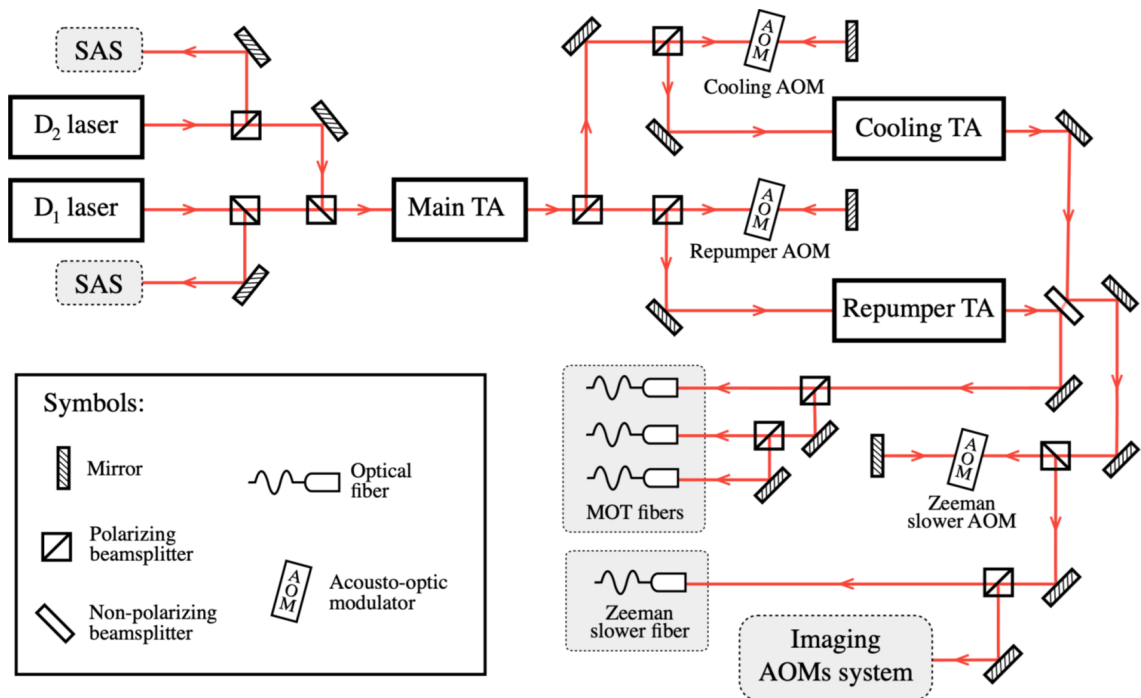 SAS
D2 laser
D1 laser
SAS
Main TA
AOM
Cooling AOM
Cooling TA
AOM
Repumper AOM
Repumper TA
MOT fibers
AOM
Zeeman
slower AOM
Zeeman
slower fiber
Imaging
AOMs system
Symbols:
Mirror
Optical
fiber
Polarizing
beamsplitter
AOM
Acousto-optic
modulator
Non-polarizing
beamsplitter